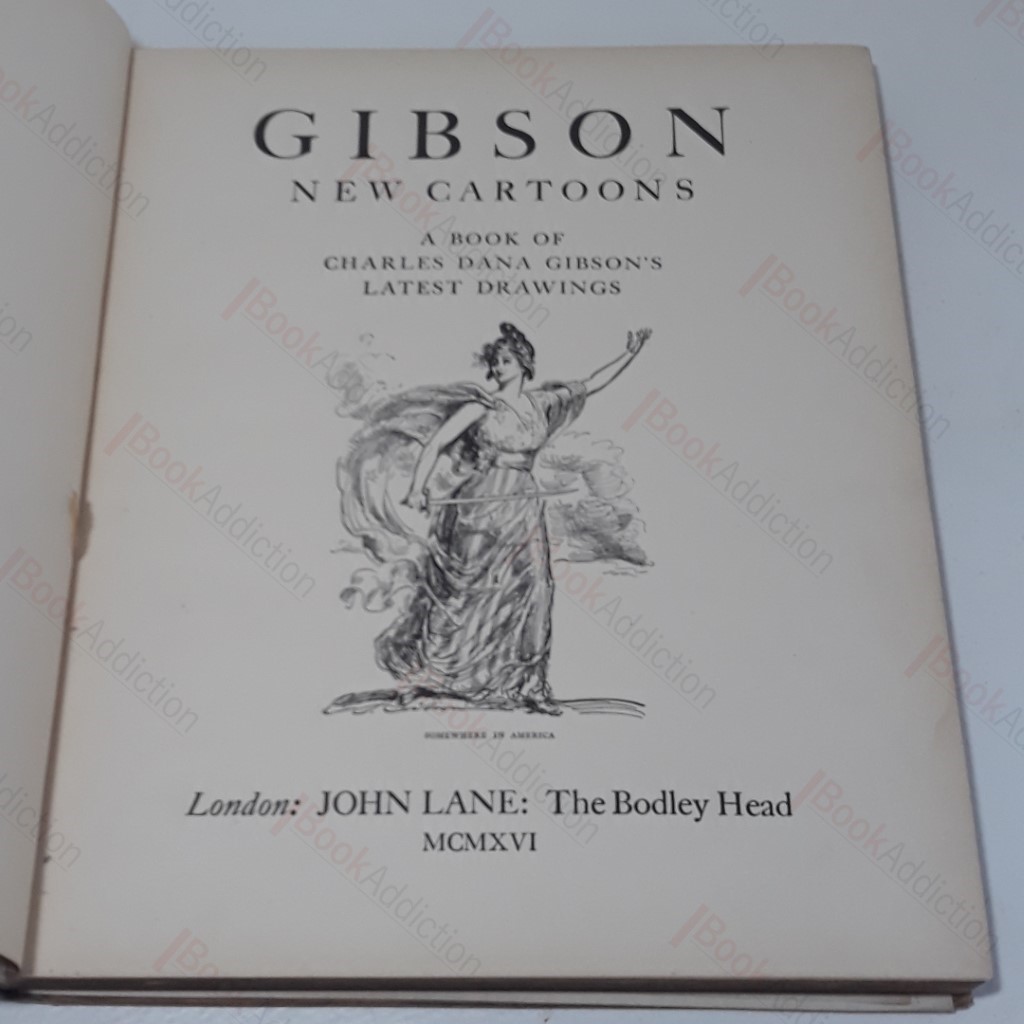 GIBSON
NEW CARTOONS
A BOOK OF
CHARLES DANA GIBSON'S
LATEST DRAWINGS
SOMEWHERE IN AMERICA
London: JOHN LANE: The Bodley Head
MCMXVI
BookAddiction